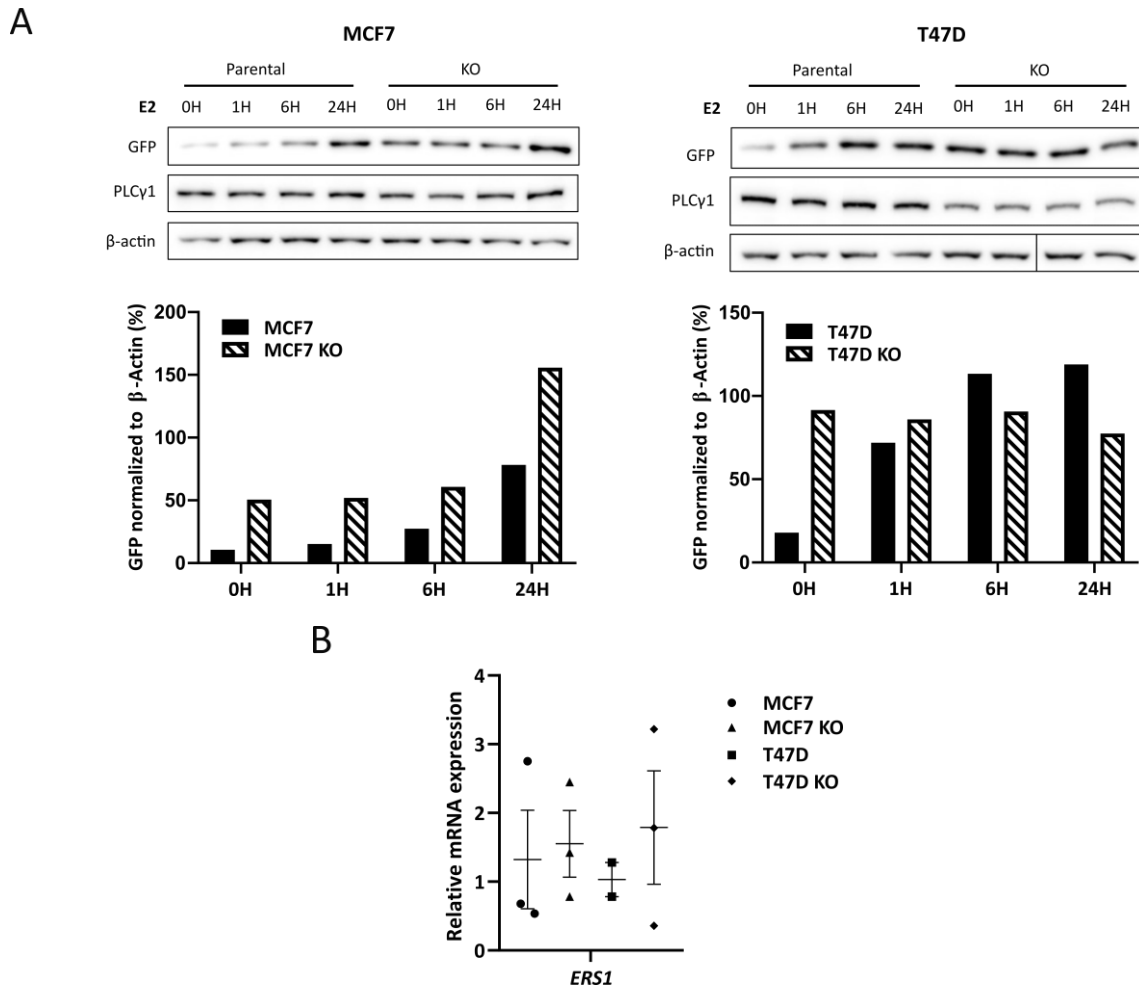 A
MCF7
Parental KO
E2 0H 1H 6H 24H 0H 1H 6H 24H
GFP
PLCγ1
β-actin
200
150
100
50
0
GFP normalized to β-Actin (%)
MCF7
MCF7 KO
0H 1H 6H 24H
T47D
Parental KO
E2 0H 1H 6H 24H 0H 1H 6H 24H
GFP
PLCγ1
β-actin
150
100
50
0
GFP normalized to β-Actin (%)
T47D
T47D KO
0H 1H 6H 24H
B
4
3
2
1
0
Relative mRNA expression
ERS1
MCF7
MCF7 KO
T47D
T47D KO